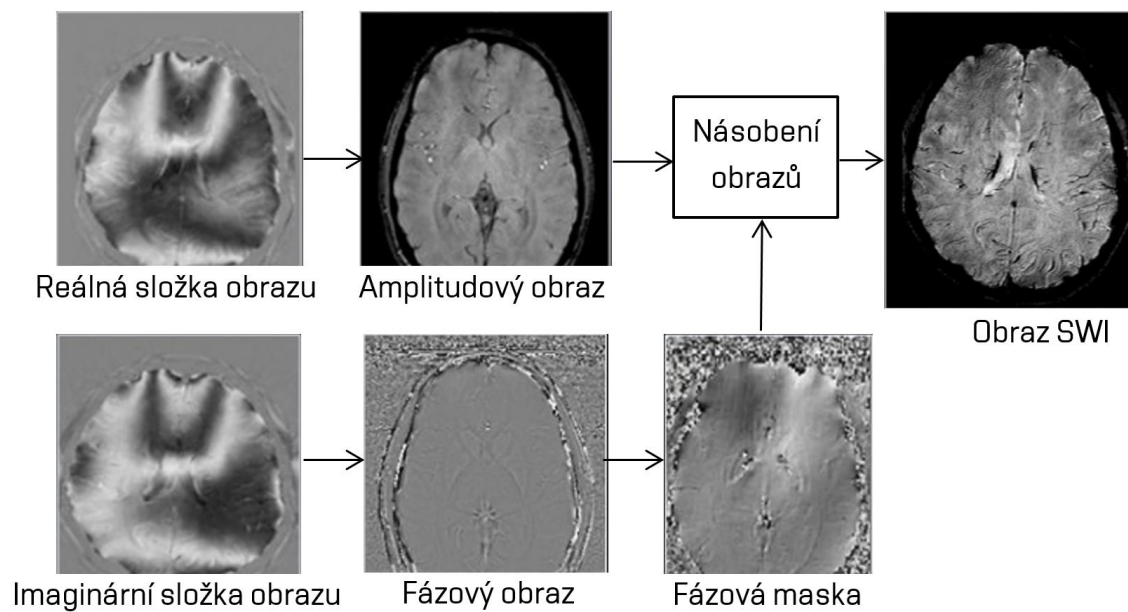 Násobení
obrazů
Reálná složka obrazu
Amplitudový obraz
Obraz SWI
Imaginární složka obrazu
Fázový obraz
Fázová maska